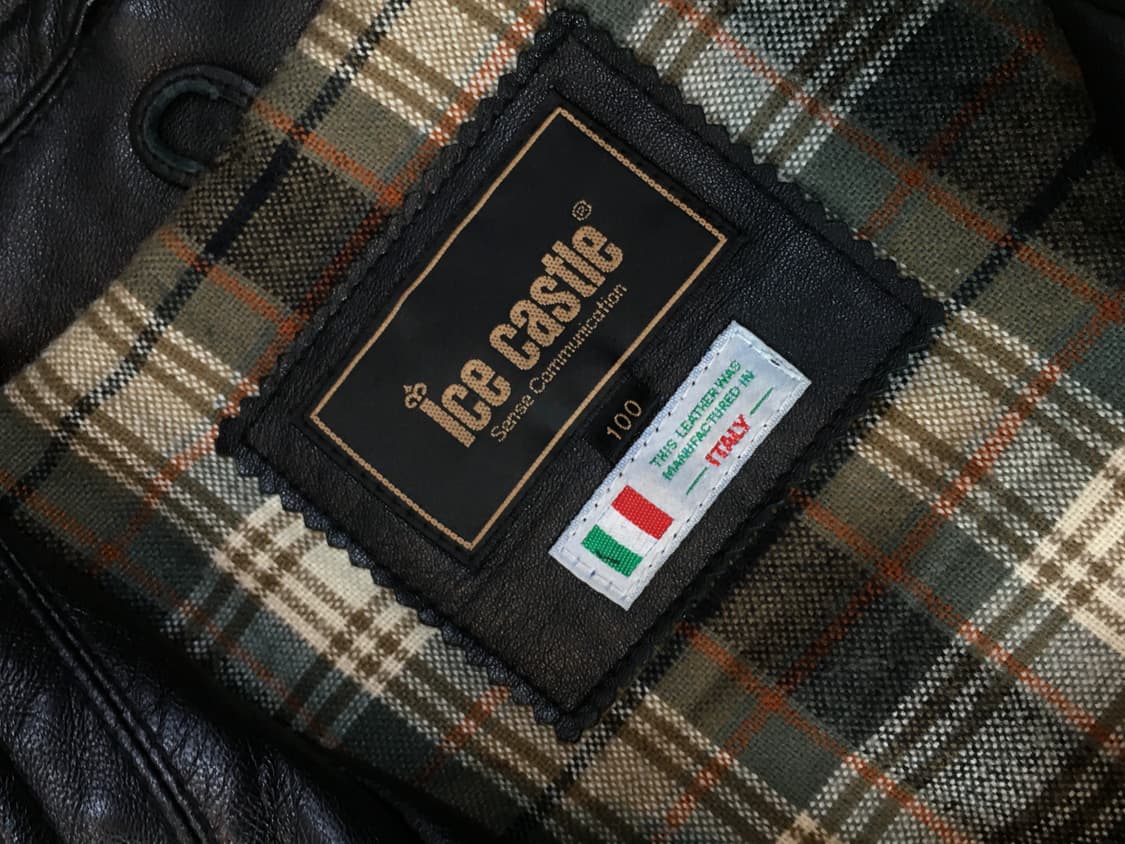 ice castle®
Sense Communication
100
THIS LEATHER WAS
MANUFACTURED IN
ITALY